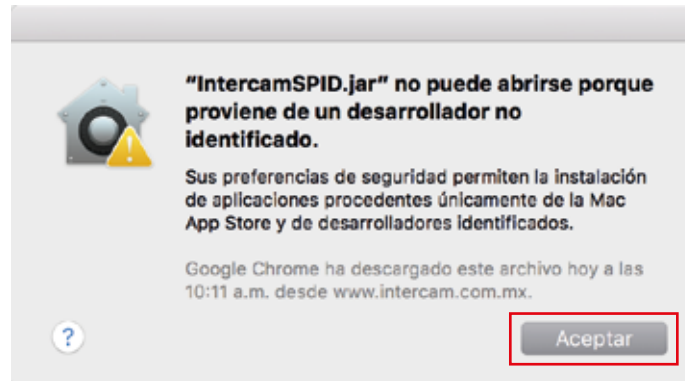 “IntercamSPID.jar” no puede abrirse porque
proviene de un desarrollador no
identificado.
Sus preferencias de seguridad permiten la instalación
de aplicaciones procedentes únicamente de la Mac
App Store y de desarrolladores identificados.
Google Chrome ha descargado este archivo hoy a las
10:11 a.m. desde www.intercam.com.mx.
?
Aceptar